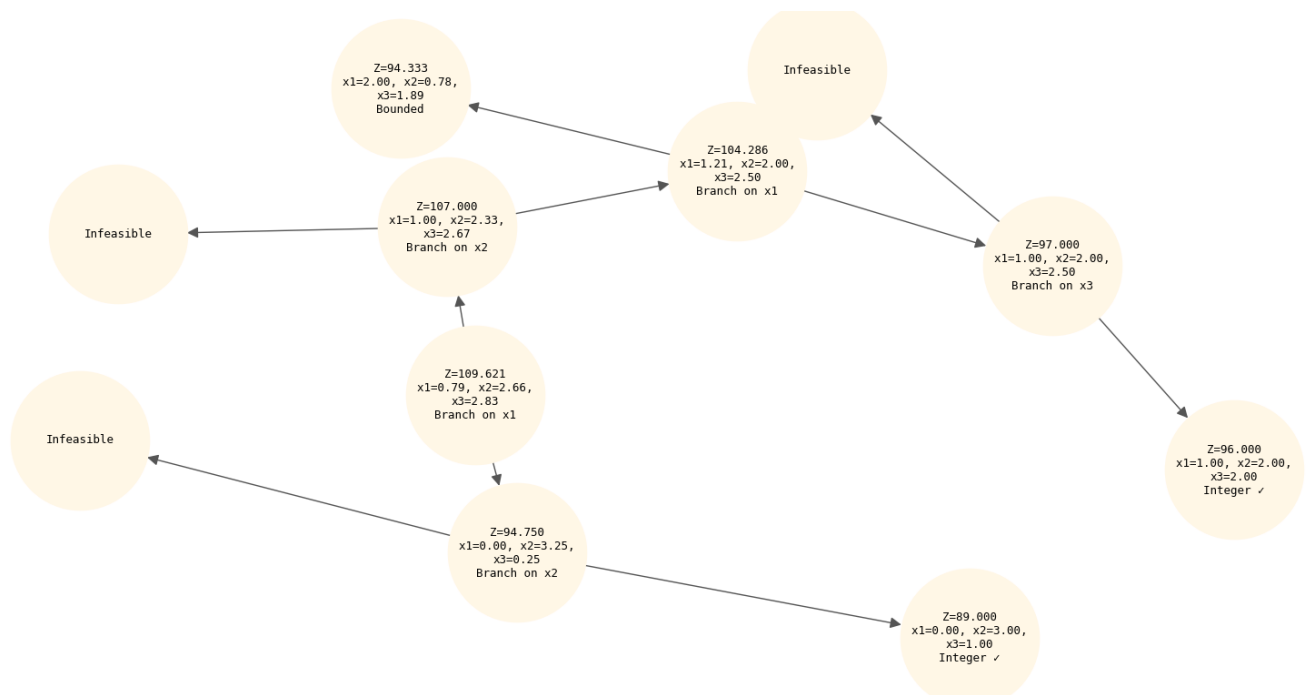 Z=94.333
x1=2.00, x2=0.78,
x3=1.89
Bounded
Infeasible
Z=104.286
x1=1.21, x2=2.00,
x3=2.50
Branch on x1
Z=107.000
x1=1.00, x2=2.33,
x3=2.67
Branch on x2
Infeasible
Z=97.000
x1=1.00, x2=2.00,
x3=2.50
Branch on x3
Z=109.621
x1=0.79, x2=2.66,
x3=2.83
Branch on x1
Infeasible
Z=96.000
x1=1.00, x2=2.00,
x3=2.00
Integer ✓
Z=94.750
x1=0.00, x2=3.25,
x3=0.25
Branch on x2
Z=89.000
x1=0.00, x2=3.00,
x3=1.00
Integer ✓